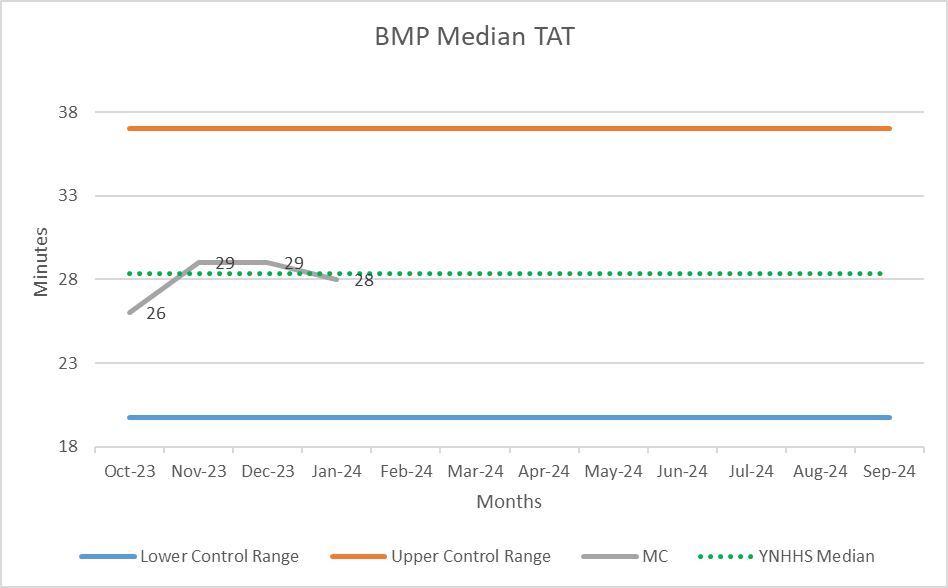 BMP Median TAT
38
33
28
23
18
Minutes
26
29
29
28
Oct-23 Nov-23 Dec-23 Jan-24 Feb-24 Mar-24 Apr-24 May-24 Jun-24 Jul-24 Aug-24 Sep-24
Months
Lower Control Range Upper Control Range MC YNHHS Median